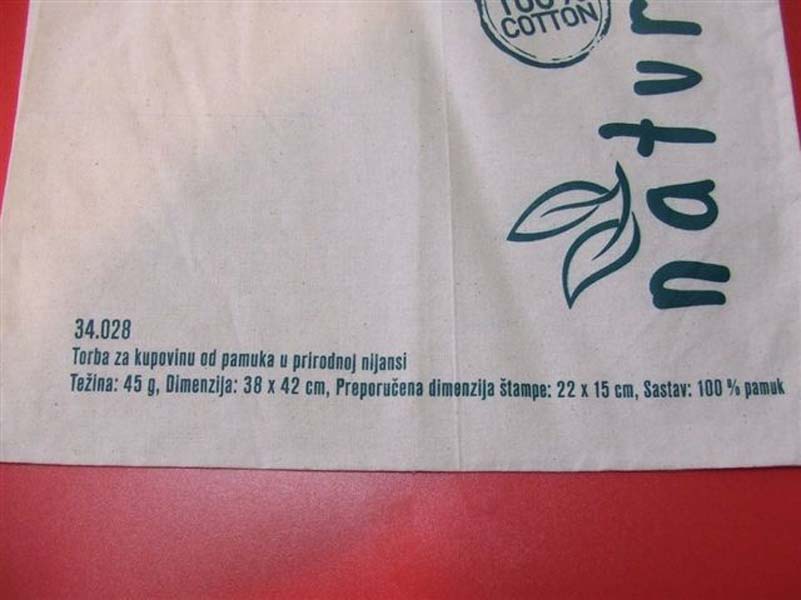 100%
COTTON
natur
34.028
Torba za kupovinu od pamuka u prirodnoj nijansi
Težina: 45 g, Dimenzija: 38 x 42 cm, Preporučena dimenzija štampe: 22 x 15 cm, Sastav: 100 % pamuk